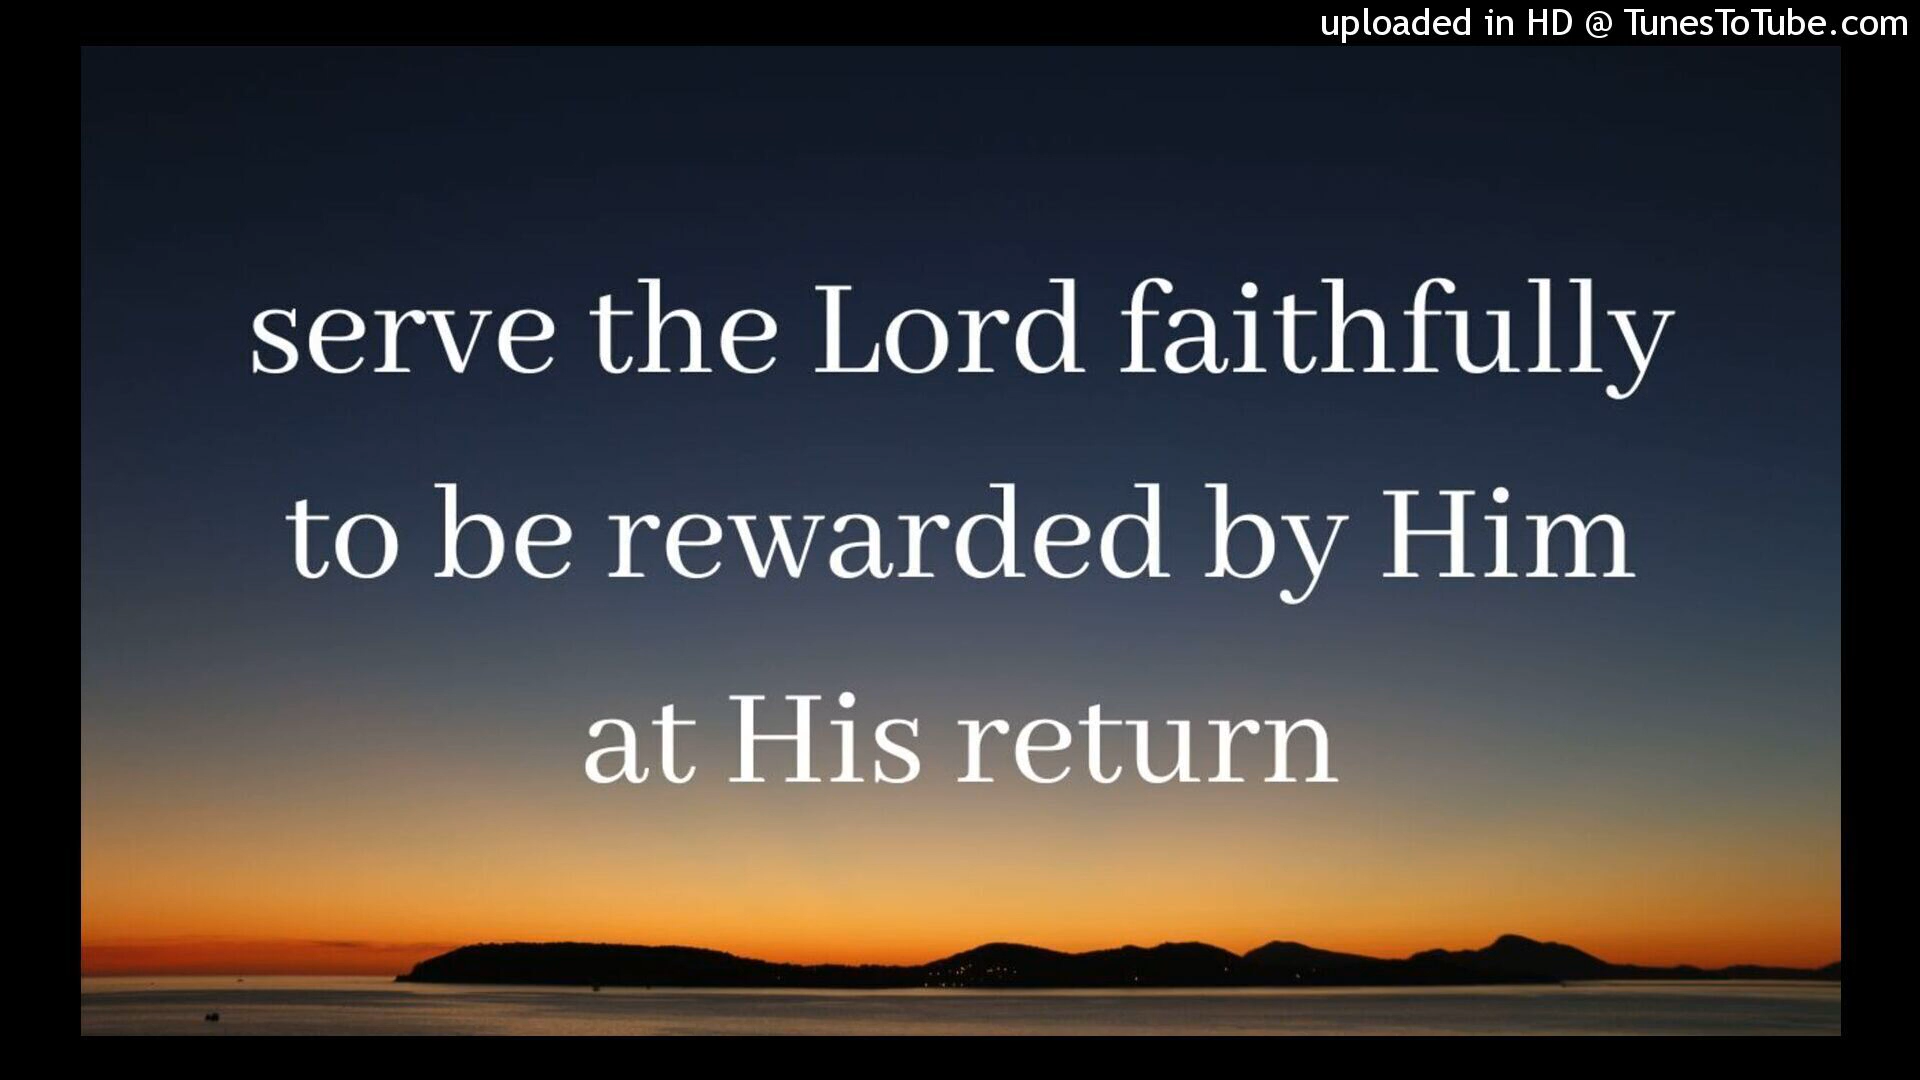 uploaded in HD @ TunesToTube.com
serve the Lord faithfully
to be rewarded by Him
at His return